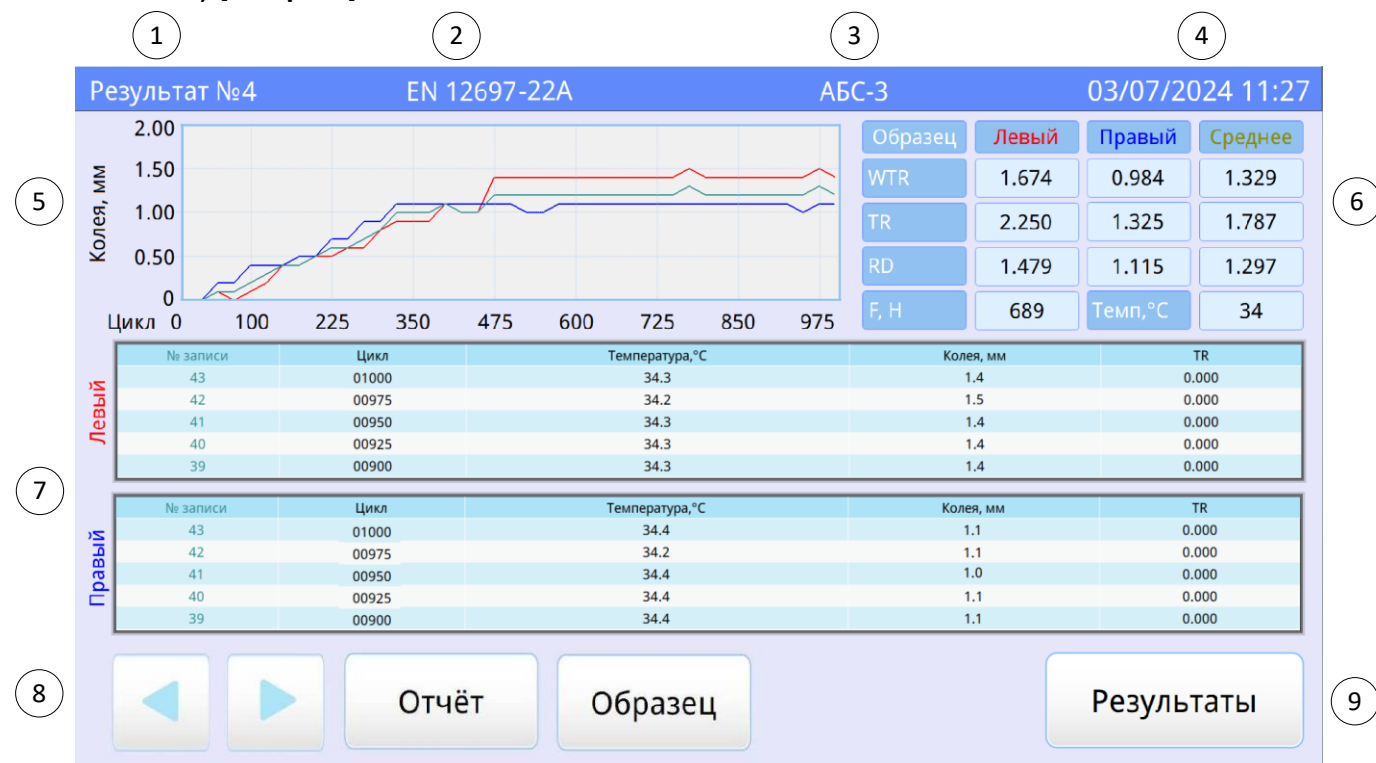 1 2 3 4
Результат №4 EN 12697-22А АБС-3 03/07/2024 11:27
2.00
1.50
1.00
0.50
0
Колея, мм
Цикл 0 100 225 350 475 600 725 850 975
5
Образец Левый Правый Среднее
WTR 1.674 0.984 1.329
TR 2.250 1.325 1.787
RD 1.479 1.115 1.297
F, Н 689 Темп,°C 34
6
Левый
№ записи Цикл Температура,°C Колея, мм TR
43 01000 34.3 1.4 0.000
42 00975 34.2 1.5 0.000
41 00950 34.3 1.4 0.000
40 00925 34.3 1.4 0.000
39 00900 34.3 1.4 0.000
7
Правый
№ записи Цикл Температура,°C Колея, мм TR
43 01000 34.4 1.1 0.000
42 00975 34.2 1.1 0.000
41 00950 34.4 1.0 0.000
40 00925 34.4 1.1 0.000
39 00900 34.4 1.1 0.000
8
Отчёт Образец Результаты
9